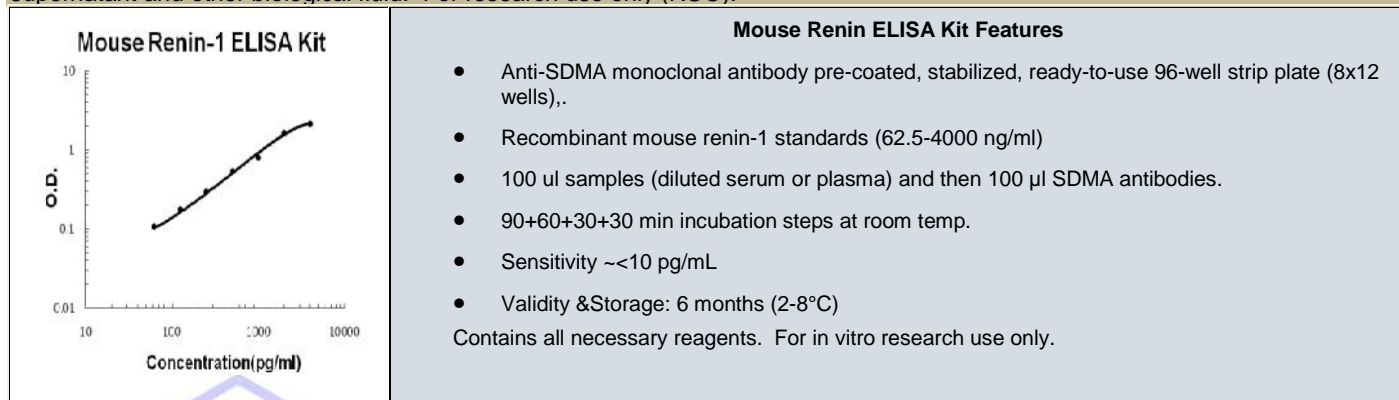 supernatant and other biological fluid. For research use only (RUO).
Mouse Renin-1 ELISA Kit
10
1
0.1
0.01
O.D.
10
100
1000
10000
Concentration(pg/ml)
Mouse Renin ELISA Kit Features
• Anti-SDMA monoclonal antibody pre-coated, stabilized, ready-to-use 96-well strip plate (8x12
wells),.
• Recombinant mouse renin-1 standards (62.5-4000 ng/ml)
• 100 ul samples (diluted serum or plasma) and then 100 µl SDMA antibodies.
• 90+60+30+30 min incubation steps at room temp.
• Sensitivity ~<10 pg/mL
• Validity &Storage: 6 months (2-8°C)
Contains all necessary reagents. For in vitro research use only.